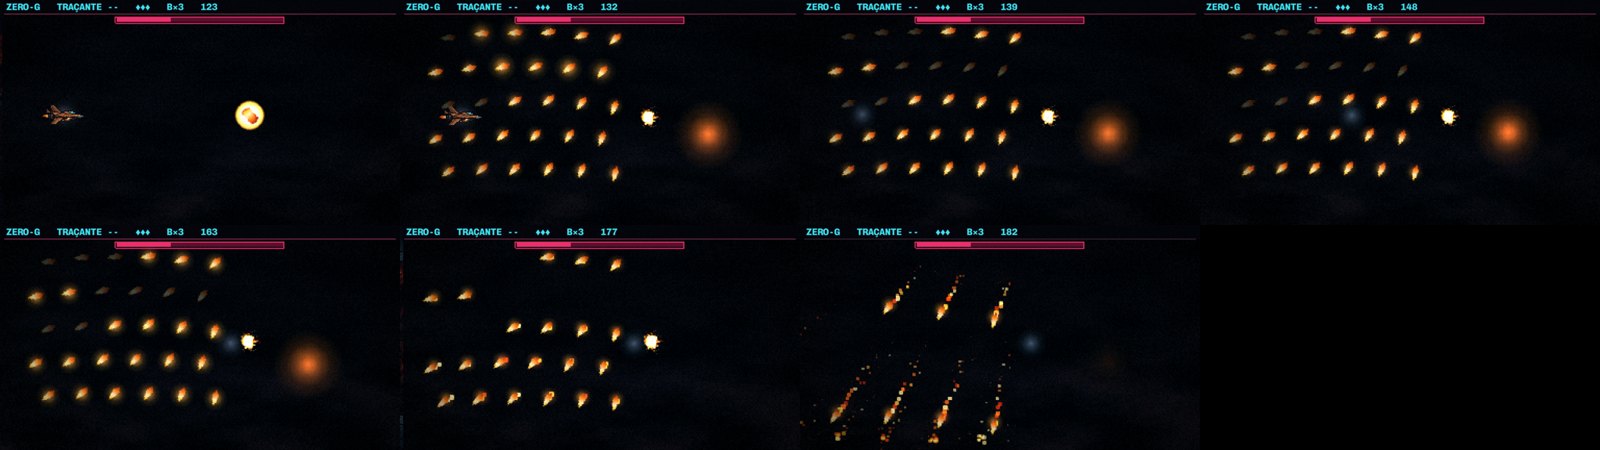 ZERO-G TRAÇANTE -- ♦♦♦ B×3 123
ZERO-G TRAÇANTE -- ♦♦♦ B×3 132
ZERO-G TRAÇANTE -- ♦♦♦ B×3 139
ZERO-G TRAÇANTE -- ♦♦♦ B×3 148
ZERO-G TRAÇANTE -- ♦♦♦ B×3 163
ZERO-G TRAÇANTE -- ♦♦♦ B×3 177
ZERO-G TRAÇANTE -- ♦♦♦ B×3 182